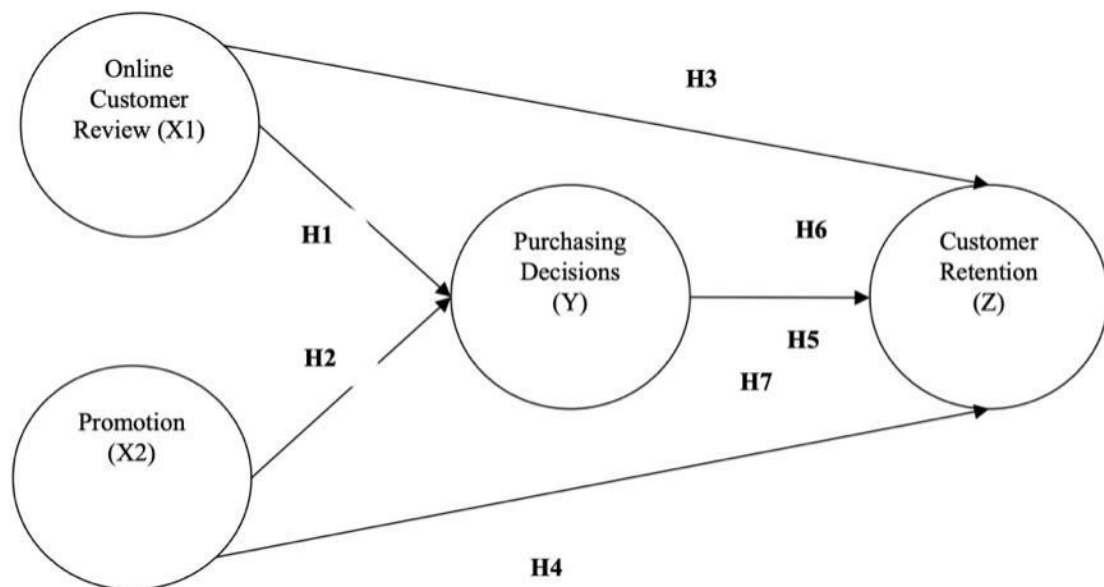 Online
Customer
Review (X1)
H3
H1
Purchasing
Decisions
(Y)
H6
Customer
Retention
(Z)
H2
H5
H7
Promotion
(X2)
H4